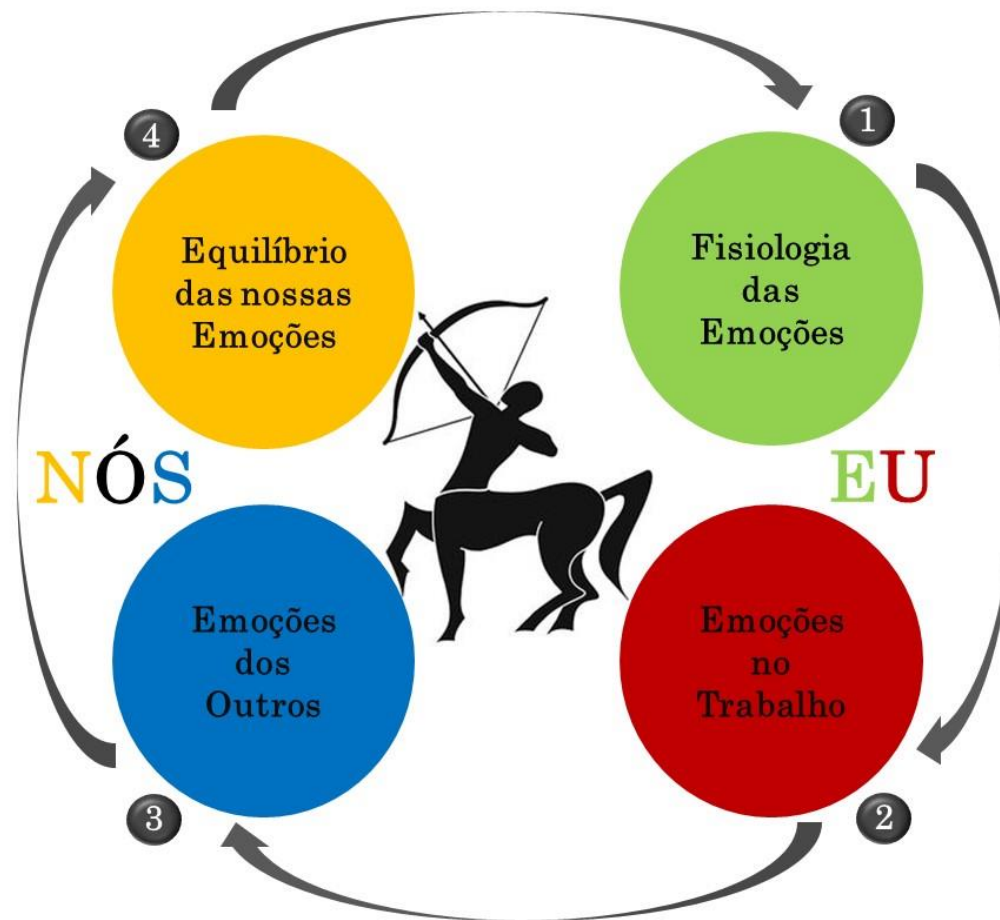 4
1
Equilíbrio
das nossas
Emoções
Fisiologia
das
Emoções
NÓS
EU
Emoções
dos
Outros
Emoções
no
Trabalho
3
2